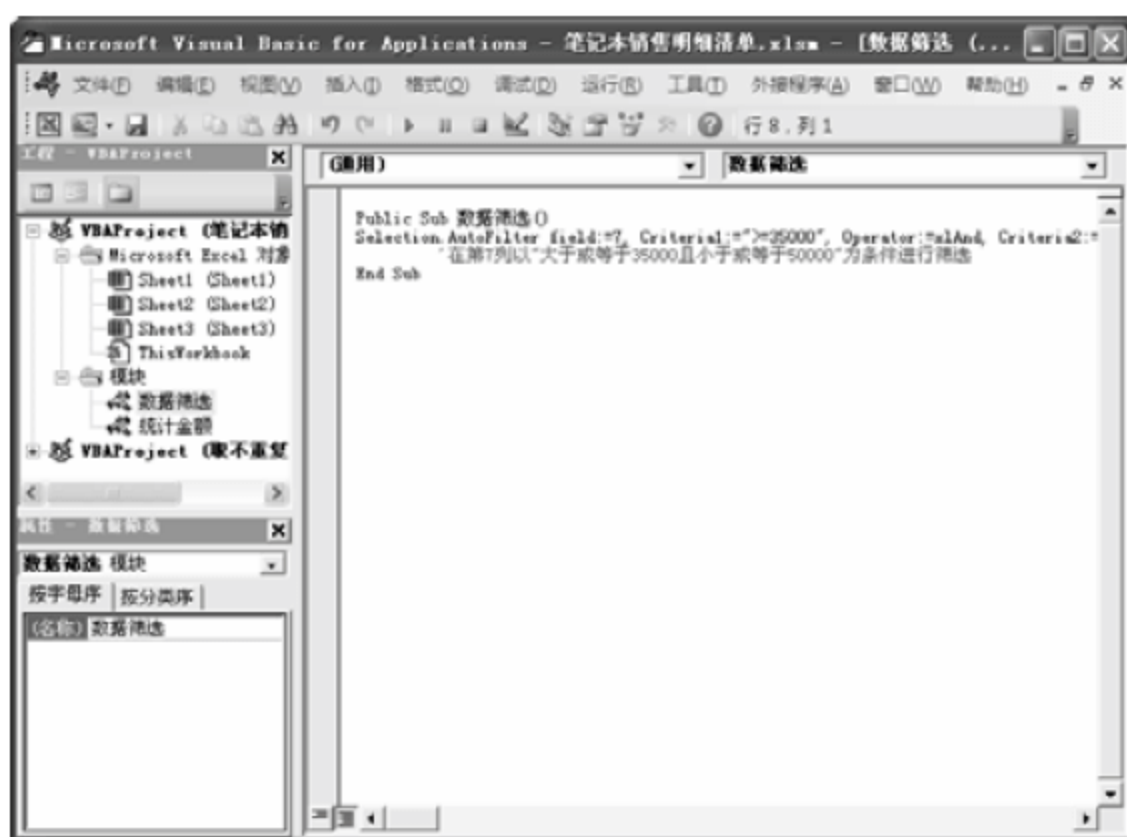 Microsoft Visual Basic for Applications - 笔记本销售明细清单.xlsm - [数据筛选 (...
文件(F) 编辑(E) 视图(V) 插入(I) 格式(O) 调试(D) 运行(R) 工具(T) 外接程序(A) 窗口(W) 帮助(H)
行 8, 列 1
工程 - VBAProject
(通用)
数据筛选
VBAProject (笔记本销
Microsoft Excel 对象
Sheet1 (Sheet1)
Sheet2 (Sheet2)
Sheet3 (Sheet3)
ThisWorkbook
模块
数据筛选
统计金额
VBAProject (取不重复
Public Sub 数据筛选()
Selection.AutoFilter field:=7, Criteria1:=">=35000", Operator:=xlAnd, Criteria2:=
'在第7列以"大于或等于35000且小于或等于50000"为条件进行筛选
End Sub
属性 - 数据筛选
数据筛选 模块
按字母序 按分类序
(名称) 数据筛选